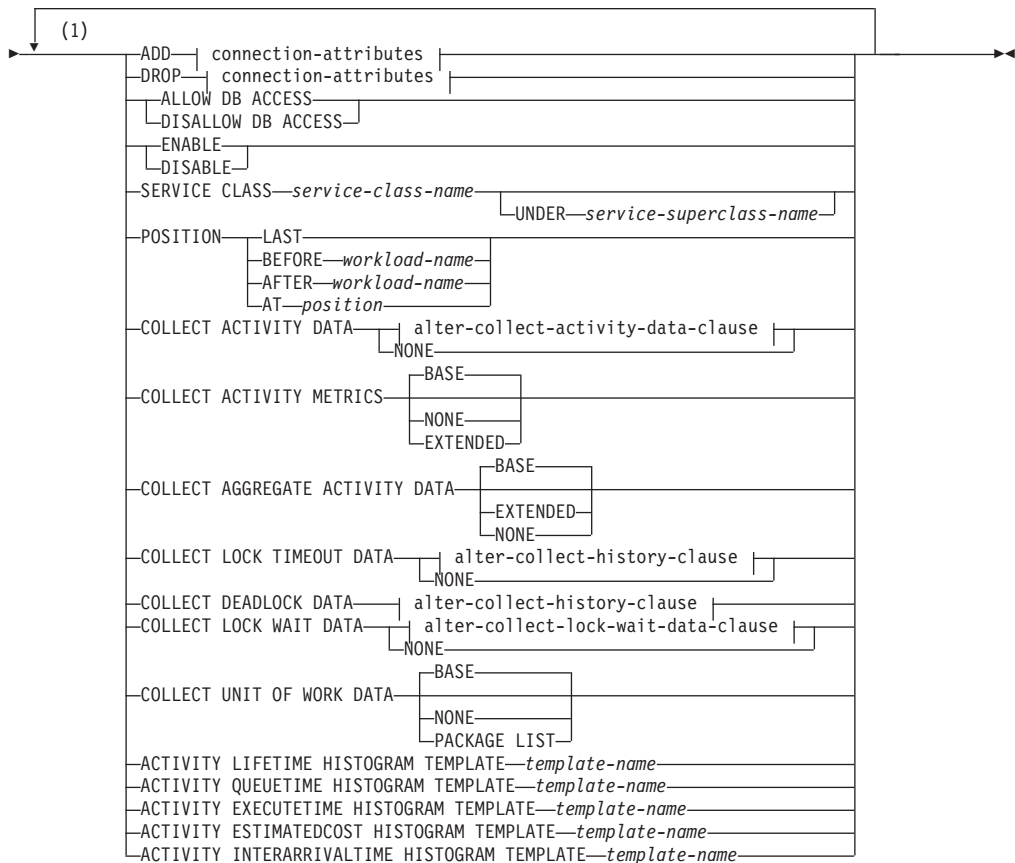 (1)
ADD connection-attributes
DROP connection-attributes
ALLOW DB ACCESS
DISALLOW DB ACCESS
ENABLE
DISABLE
SERVICE CLASS service-class-name
UNDER service-superclass-name
POSITION LAST
BEFORE workload-name
AFTER workload-name
AT position
COLLECT ACTIVITY DATA alter-collect-activity-data-clause
NONE
BASE
COLLECT ACTIVITY METRICS
NONE
EXTENDED
BASE
COLLECT AGGREGATE ACTIVITY DATA
EXTENDED
NONE
COLLECT LOCK TIMEOUT DATA alter-collect-history-clause
NONE
COLLECT DEADLOCK DATA alter-collect-history-clause
COLLECT LOCK WAIT DATA alter-collect-lock-wait-data-clause
NONE
BASE
COLLECT UNIT OF WORK DATA
NONE
PACKAGE LIST
ACTIVITY LIFETIME HISTOGRAM TEMPLATE template-name
ACTIVITY QUEUETIME HISTOGRAM TEMPLATE template-name
ACTIVITY EXECUTETIME HISTOGRAM TEMPLATE template-name
ACTIVITY ESTIMATEDCOST HISTOGRAM TEMPLATE template-name
ACTIVITY INTERARRIVALTIME HISTOGRAM TEMPLATE template-name